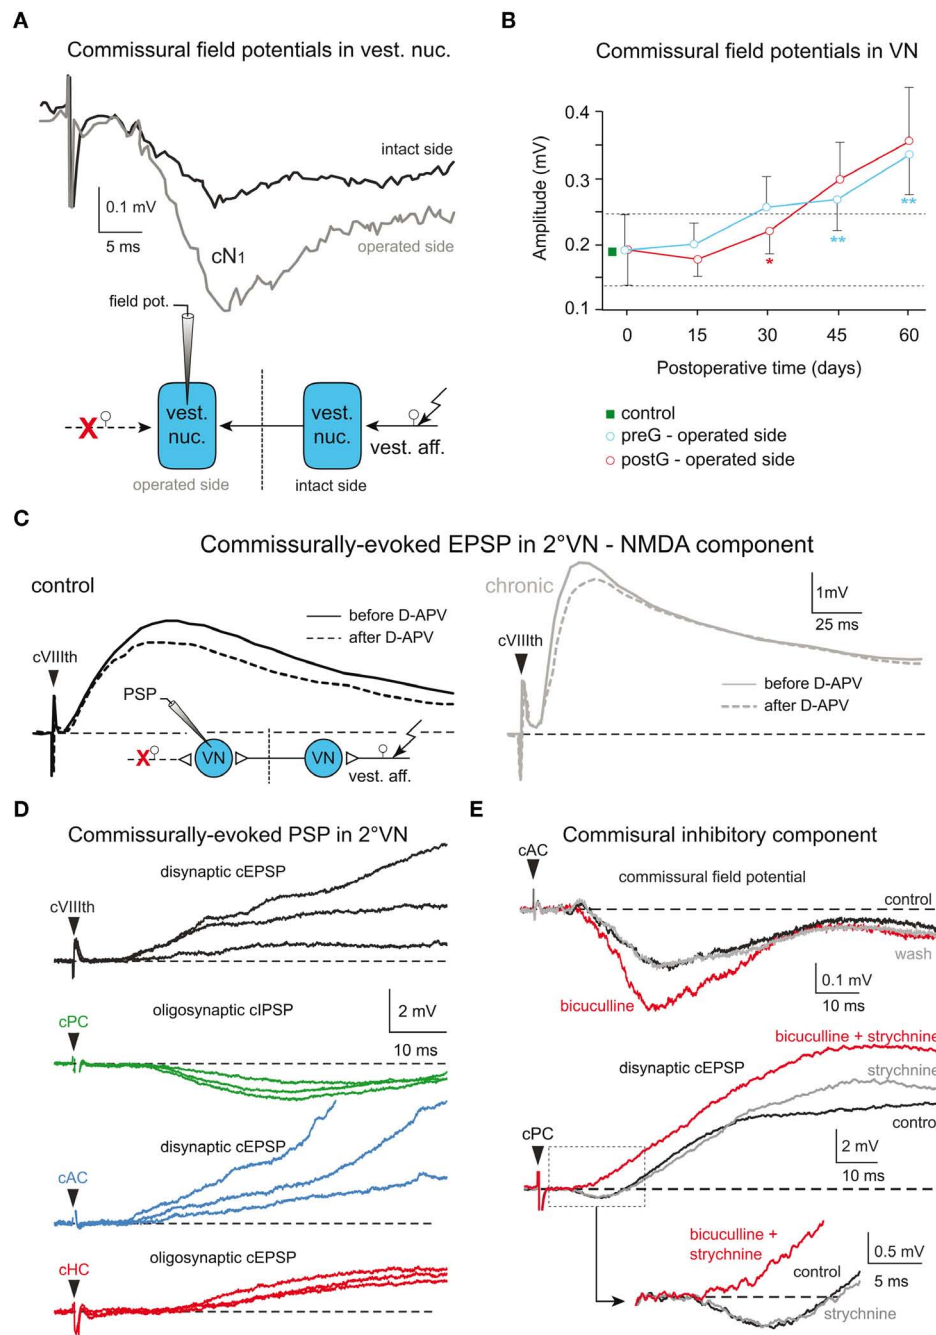 A
Commissural field potentials in vest. nuc.
intact side
0.1 mV
5 ms
operated side
cN1
field pot.
vest.
nuc.
vest.
nuc.
X
vest. aff.
operated side
intact side
B
Commissural field potentials in VN
Amplitude (mV)
0.4
0.3
0.2
0.1
*
**
**
0
15
30
45
60
Postoperative time (days)
control
preG - operated side
postG - operated side
C
Commissurally-evoked EPSP in 2°VN - NMDA component
control
before D-APV
after D-APV
cVIIIth
PSP
X
VN
VN
vest. aff.
chronic
1mV
25 ms
cVIIIth
before D-APV
after D-APV
D
Commissurally-evoked PSP in 2°VN
disynaptic cEPSP
cVIIIth
oligosynaptic cIPSP
2 mV
10 ms
cPC
disynaptic cEPSP
cAC
oligosynaptic cEPSP
cHC
E
Commisural inhibitory component
cAC
commissural field potential
control
wash
bicuculline
0.1 mV
10 ms
bicuculline + strychnine
disynaptic cEPSP
strychnine
control
cPC
2 mV
10 ms
bicuculline +
strychnine
control
0.5 mV
5 ms
strychnine